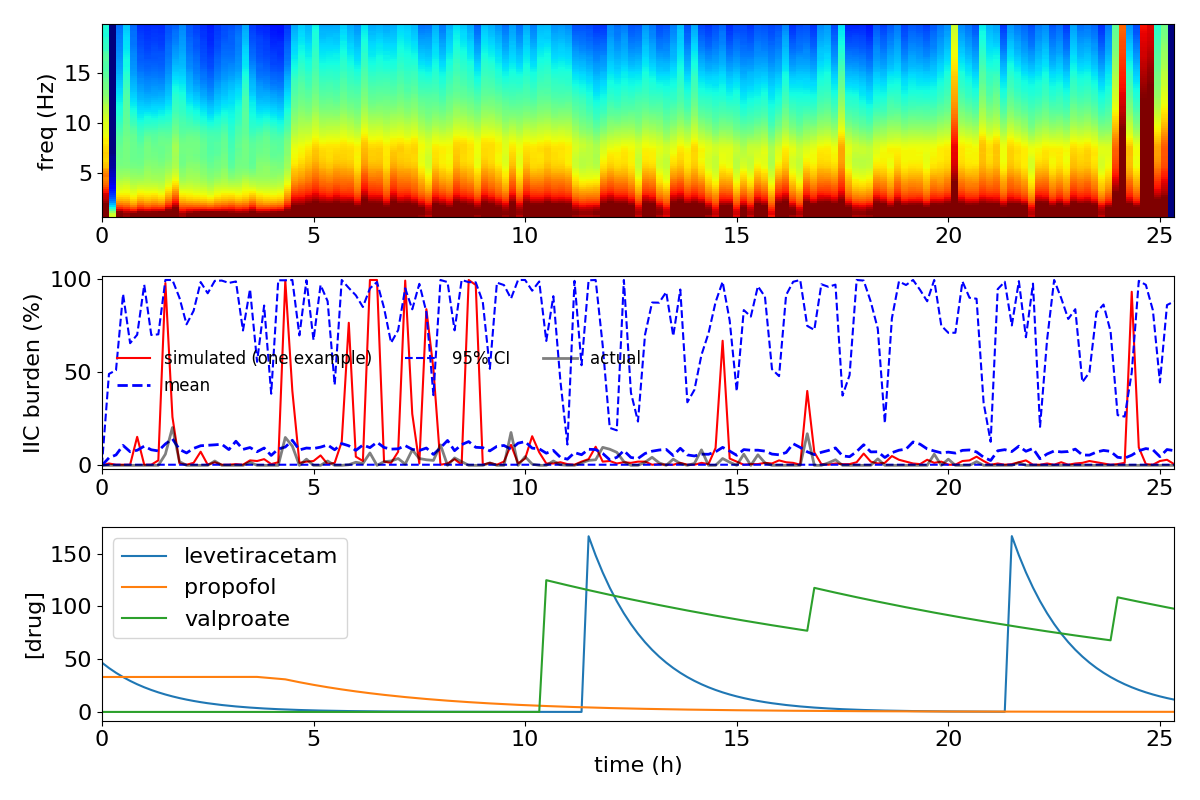 freq (Hz)
15
10
5
0 5 10 15 20 25
IIC burden (%)
100
50
0
simulated (one example) 95% CI actual
mean
0 5 10 15 20 25
[drug]
150
100
50
0
levetiracetam
propofol
valproate
0 5 10 15 20 25
time (h)